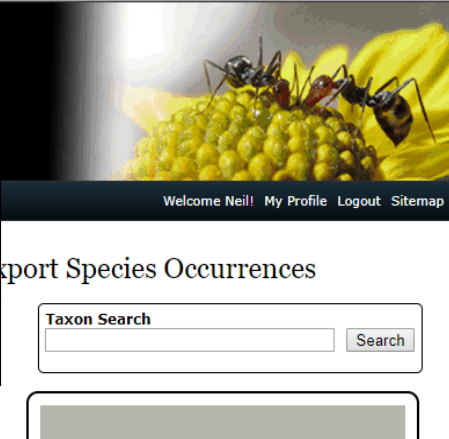 Welcome Neil! My Profile Logout Sitemap
xport Species Occurrences
Taxon Search
Search